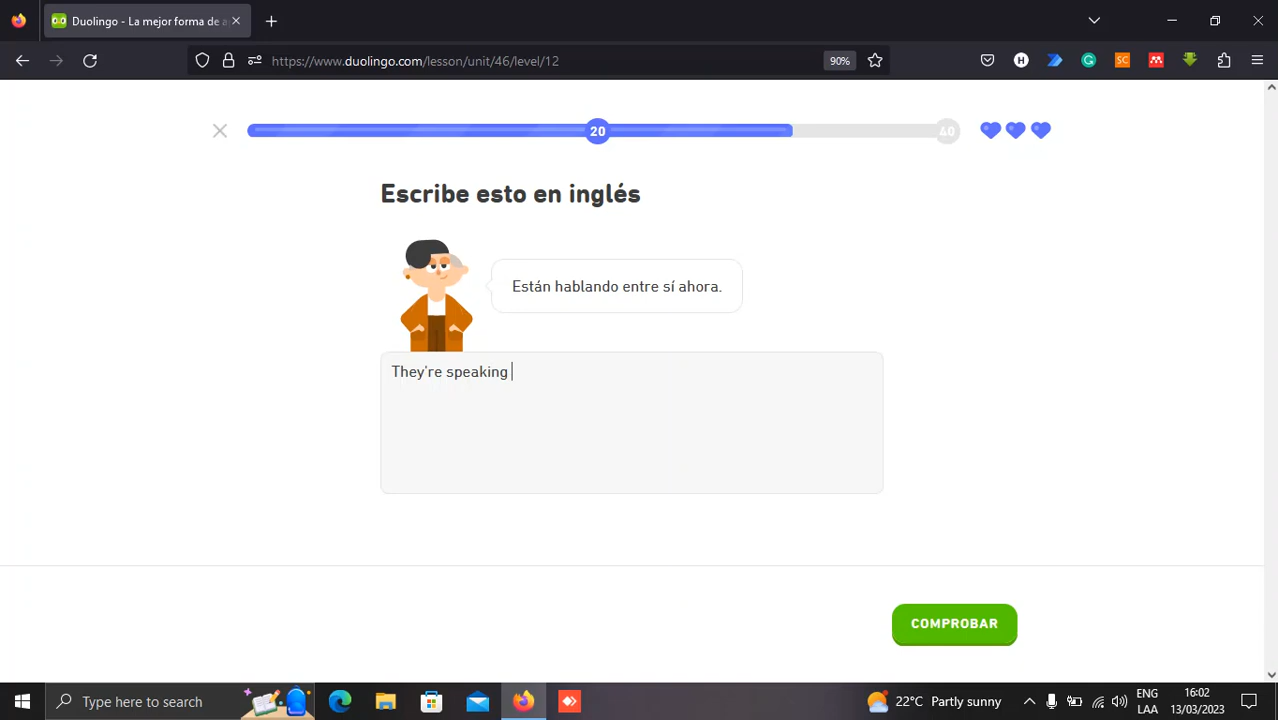 Duolingo - La mejor forma de a
https://www.duolingo.com/lesson/unit/46/level/12
90%
H
G
SC
20
40
Escribe esto en inglés
Están hablando entre sí ahora.
They're speaking
COMPROBAR
Type here to search
22°C Partly sunny
ENG
LAA
16:02
13/03/2023